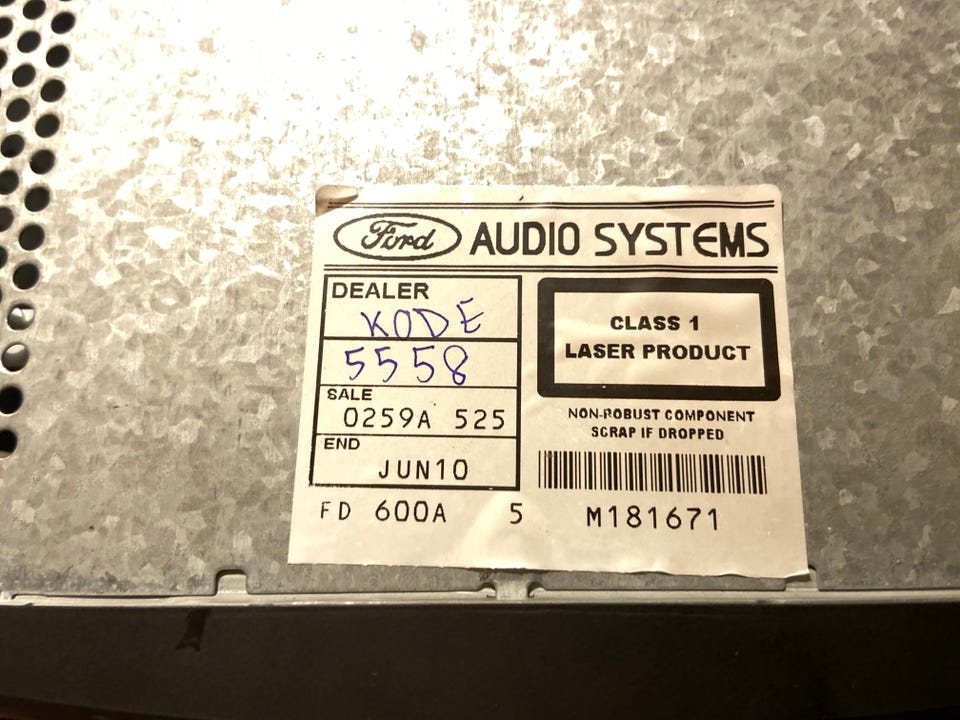 Ford AUDIO SYSTEMS
DEALER
KODE
5558
SALE
0259A 525
END
JUN10
FD 600A 5
CLASS 1
LASER PRODUCT
NON-ROBUST COMPONENT
SCRAP IF DROPPED
M181671